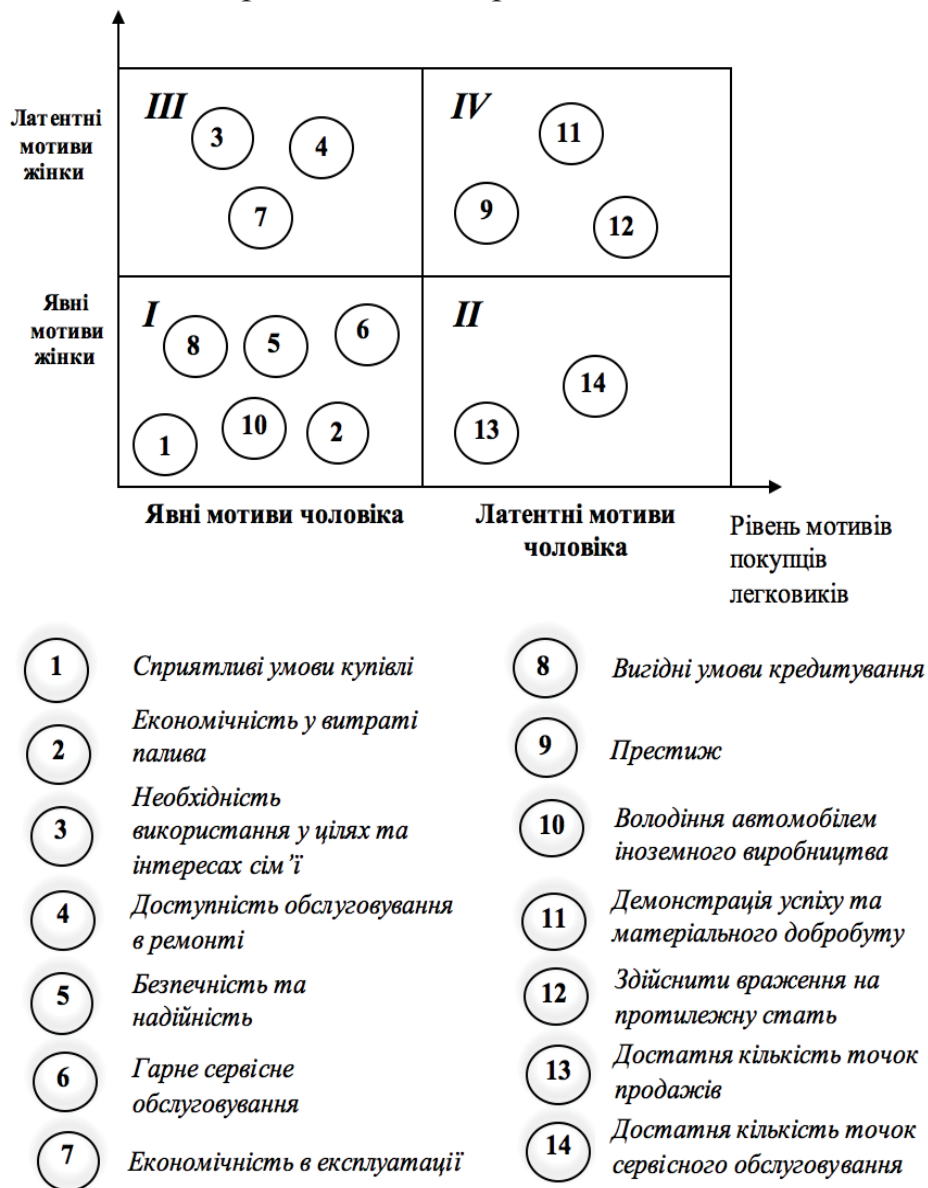 Латентні
мотиви
жінки
III
3
4
7
IV
11
9
12
Явні
мотиви
жінки
I
8
5
6
1
10
2
II
14
13
Явні мотиви чоловіка
Латентні мотиви
чоловіка
Рівень мотивів
покупців
легковиків
1
Сприятливі умови купівлі
2
Економічність у витраті
палива
3
Необхідність
використання у цілях та
інтересах сім’ї
4
Доступність обслуговування
в ремонті
5
Безпечність та
надійність
6
Гарне сервісне
обслуговування
7
Економічність в експлуатації
8
Вигідні умови кредитування
9
Престиж
10
Володіння автомобілем
іноземного виробництва
11
Демонстрація успіху та
матеріального добробуту
12
Здійснити враження на
протилежну стать
13
Достатня кількість точок
продажів
14
Достатня кількість точок
сервісного обслуговування